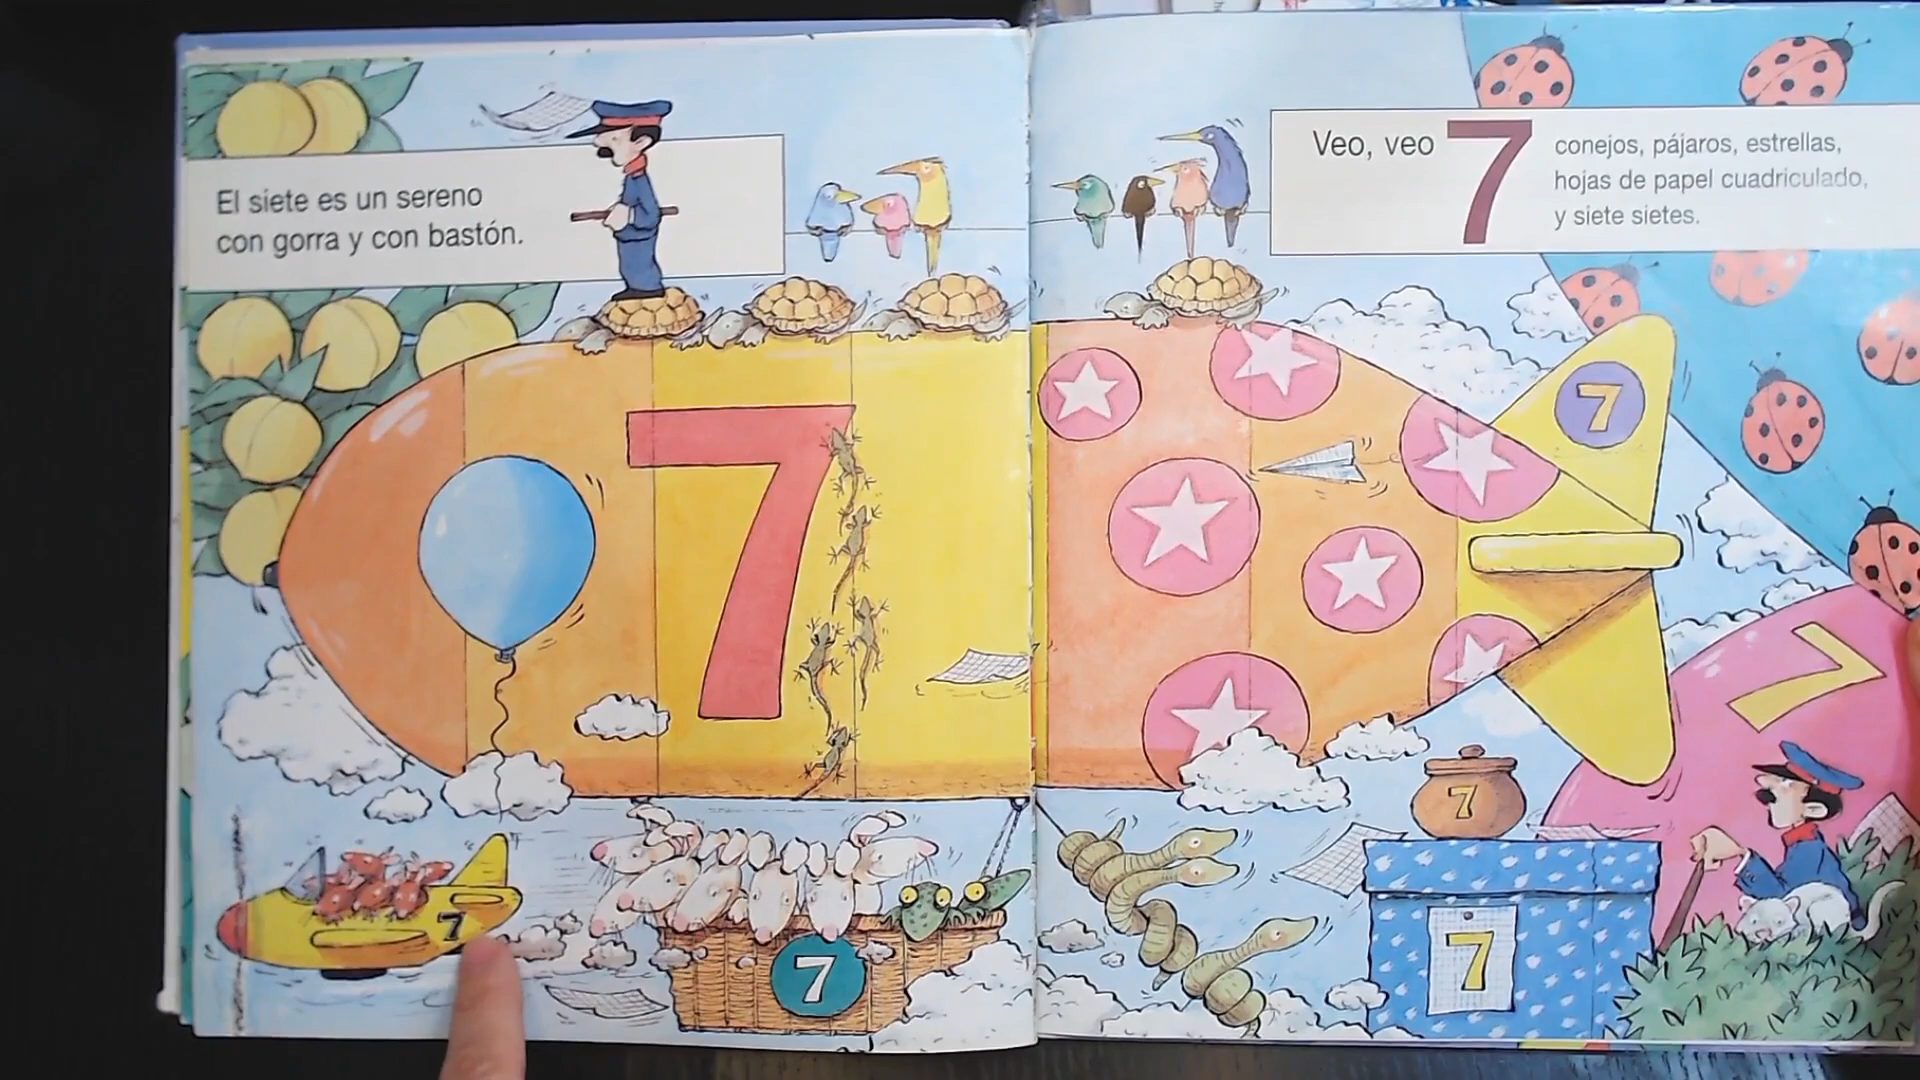 El siete es un sereno
con gorra y con bastón.
Veo, veo 7 conejos, pájaros, estrellas,
hojas de papel cuadriculado,
y siete sietes.
7
7
7
7
7
7
7